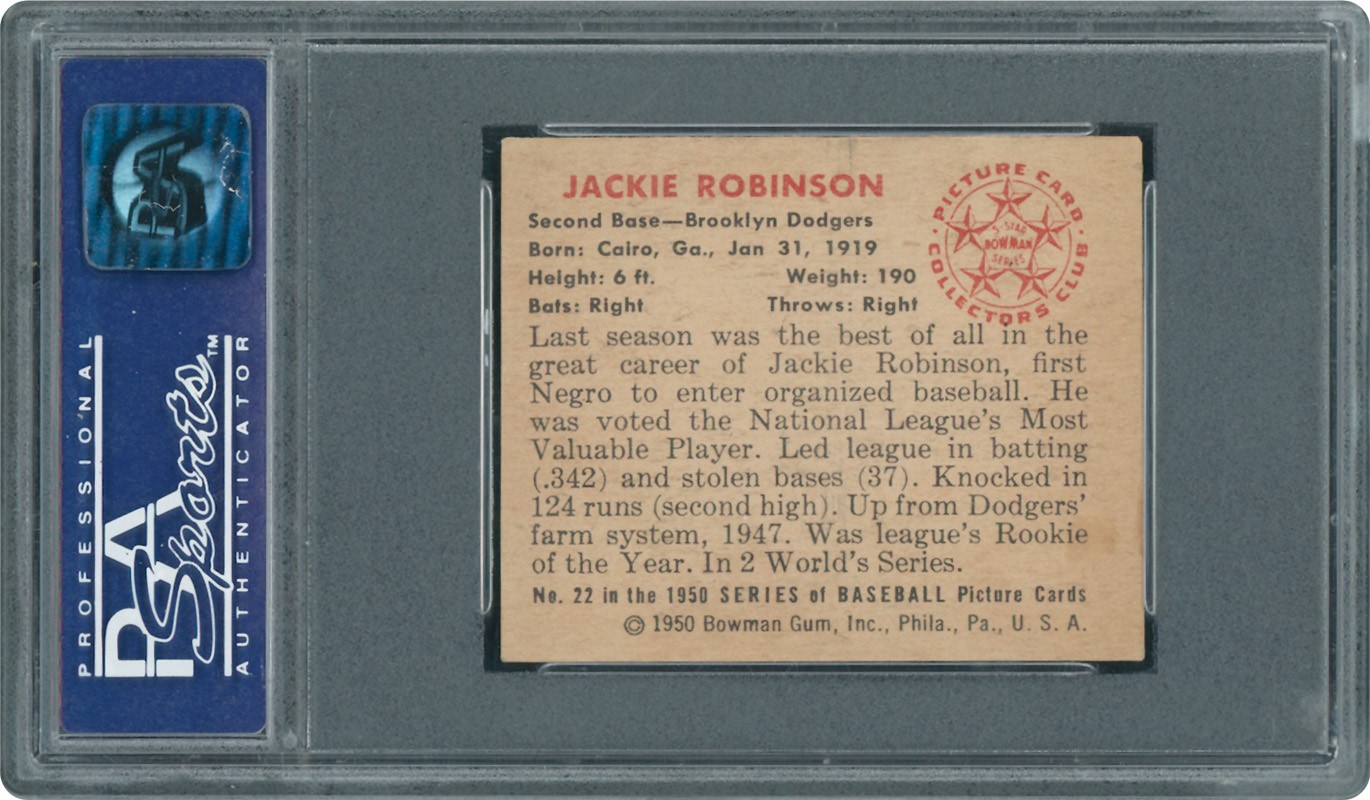 PROFESSIONAL
PSA Sports™
AUTHENTICATOR
PSA
JACKIE ROBINSON
Second Base—Brooklyn Dodgers
Born: Cairo, Ga., Jan 31, 1919
Height: 6 ft. Weight: 190
Bats: Right Throws: Right
PICTURE CARD
COLLECTORS CLUB
5-STAR
BOWMAN
SERIES
Last season was the best of all in the
great career of Jackie Robinson, first
Negro to enter organized baseball. He
was voted the National League's Most
Valuable Player. Led league in batting
(.342) and stolen bases (37). Knocked in
124 runs (second high). Up from Dodgers'
farm system, 1947. Was league's Rookie
of the Year. In 2 World's Series.
No. 22 in the 1950 SERIES of BASEBALL Picture Cards
© 1950 Bowman Gum, Inc., Phila., Pa., U. S. A.